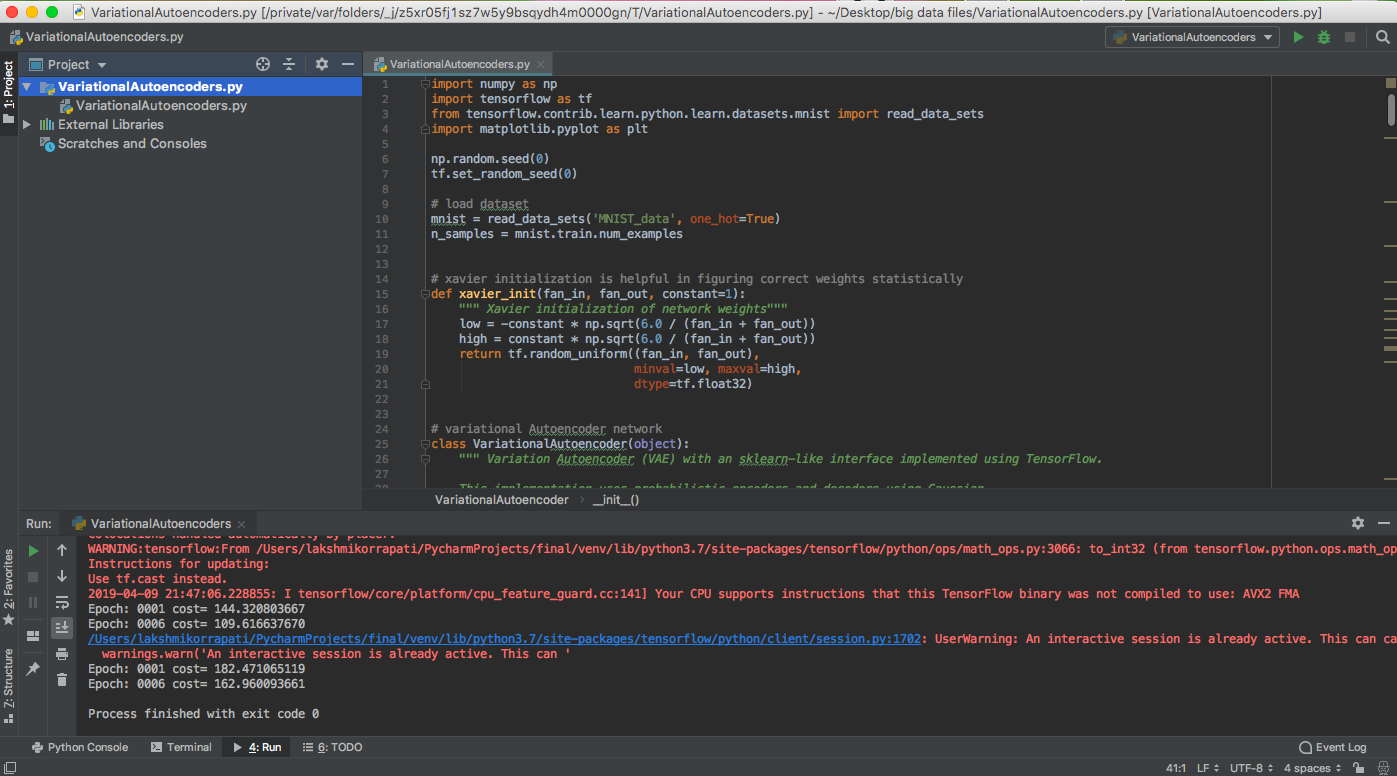 VariationalAutoencoders.py [/private/var/folders/_j/z5xr05fj1sz7w5y9bsqydh4m0000gn/T/VariationalAutoencoders.py] - ~/Desktop/big data files/VariationalAutoencoders.py [VariationalAutoencoders.py]
VariationalAutoencoders.py
VariationalAutoencoders
1: Project
Project
VariationalAutoencoders.py
VariationalAutoencoders.py
External Libraries
Scratches and Consoles
VariationalAutoencoders.py
1 import numpy as np
2 import tensorflow as tf
3 from tensorflow.contrib.learn.python.learn.datasets.mnist import read_data_sets
4 import matplotlib.pyplot as plt
5
6 np.random.seed(0)
7 tf.set_random_seed(0)
8
9 # load dataset
10 mnist = read_data_sets('MNIST_data', one_hot=True)
11 n_samples = mnist.train.num_examples
12
13
14 # xavier initialization is helpful in figuring correct weights statistically
15 def xavier_init(fan_in, fan_out, constant=1):
16 """ Xavier initialization of network weights"""
17 low = -constant * np.sqrt(6.0 / (fan_in + fan_out))
18 high = constant * np.sqrt(6.0 / (fan_in + fan_out))
19 return tf.random_uniform((fan_in, fan_out),
20 minval=low, maxval=high,
21 dtype=tf.float32)
22
23
24 # variational Autoencoder network
25 class VariationalAutoencoder(object):
26 """ Variation Autoencoder (VAE) with an sklearn-like interface implemented using TensorFlow.
27
28 This implementation uses probabilistic encoders and decoders using Gaussian
VariationalAutoencoder › __init__()
Run: VariationalAutoencoders
Colocations handled automatically by placer.
WARNING:tensorflow:From /Users/lakshmikorrapati/PycharmProjects/final/venv/lib/python3.7/site-packages/tensorflow/python/ops/math_ops.py:3066: to_int32 (from tensorflow.python.ops.math_op
Instructions for updating:
Use tf.cast instead.
2019-04-09 21:47:06.228855: I tensorflow/core/platform/cpu_feature_guard.cc:141] Your CPU supports instructions that this TensorFlow binary was not compiled to use: AVX2 FMA
Epoch: 0001 cost= 144.320803667
Epoch: 0006 cost= 109.616637670
/Users/lakshmikorrapati/PycharmProjects/final/venv/lib/python3.7/site-packages/tensorflow/python/client/session.py:1702: UserWarning: An interactive session is already active. This can ca
warnings.warn('An interactive session is already active. This can '
Epoch: 0001 cost= 182.471065119
Epoch: 0006 cost= 162.960093661
Process finished with exit code 0
2: Favorites
7: Structure
Python Console
Terminal
4: Run
6: TODO
Event Log
41:1 LF UTF-8 4 spaces